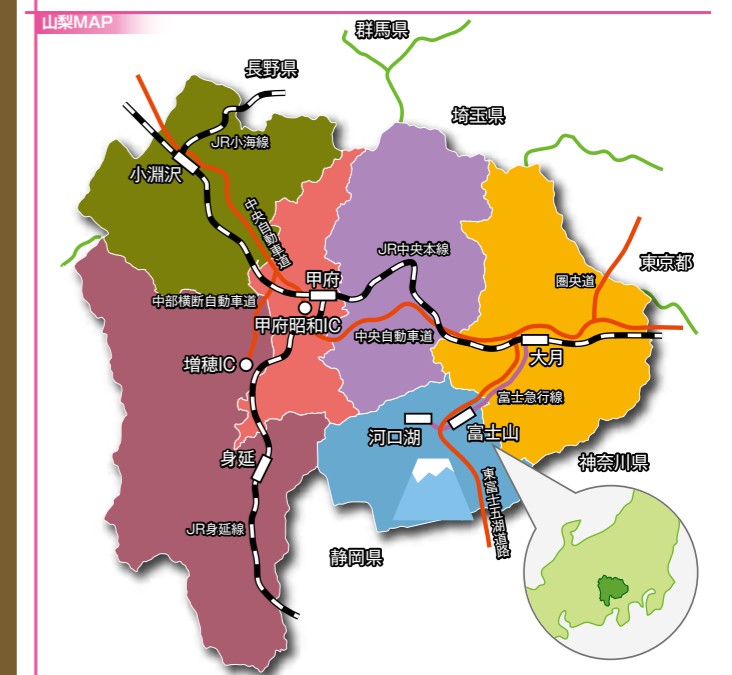 山梨MAP
群馬県
長野県
埼玉県
JR小海線
小淵沢
中央自動車道
JR中央本線
東京都
甲府
圏央道
中部横断自動車道
甲府昭和IC
中央自動車道
大月
増穂IC
富士急行線
河口湖
富士山
身延
神奈川県
東富士五湖道路
JR身延線
静岡県